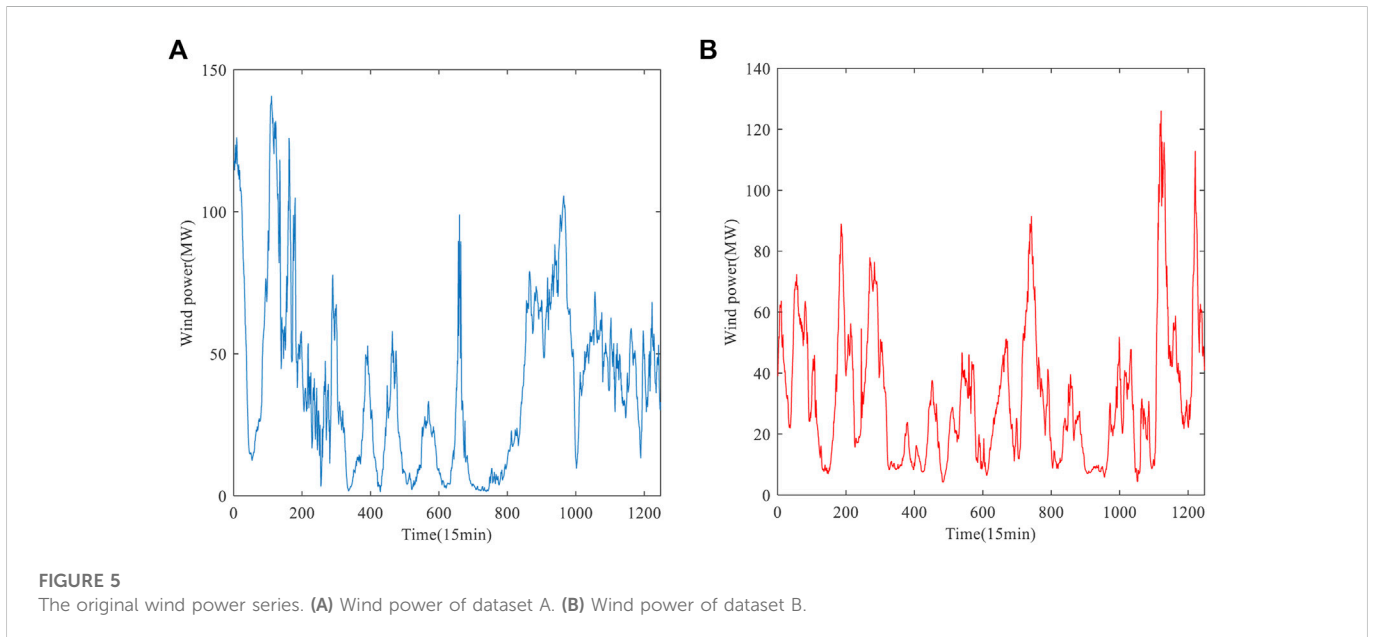 A
150
100
50
0
Wind power(MW)
0 200 400 600 800 1000 1200
Time(15min)
B
140
120
100
80
60
40
20
0
Wind power(MW)
0 200 400 600 800 1000 1200
Time(15min)
FIGURE 5
The original wind power series. (A) Wind power of dataset A. (B) Wind power of dataset B.